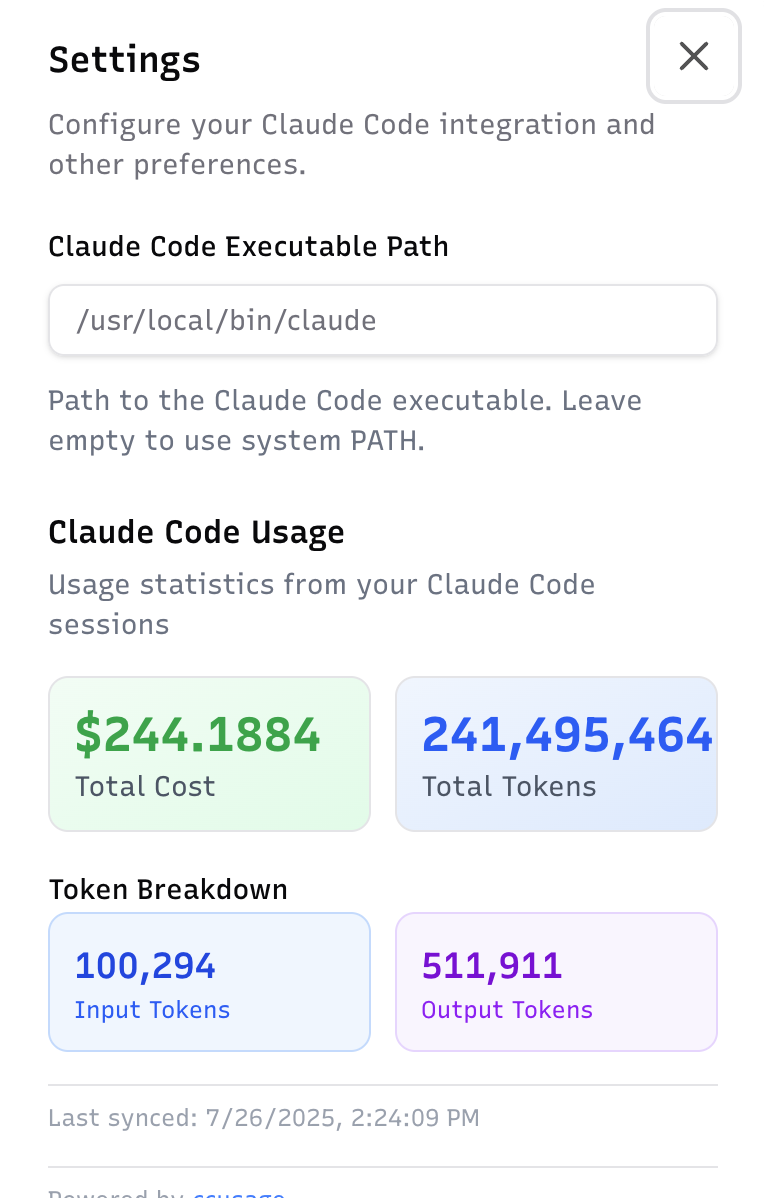 Settings
Configure your Claude Code integration and
other preferences.
Claude Code Executable Path
/usr/local/bin/claude
Path to the Claude Code executable. Leave
empty to use system PATH.
Claude Code Usage
Usage statistics from your Claude Code
sessions
$244.1884
Total Cost
241,495,464
Total Tokens
Token Breakdown
100,294
Input Tokens
511,911
Output Tokens
Last synced: 7/26/2025, 2:24:09 PM
Powered by ccusage